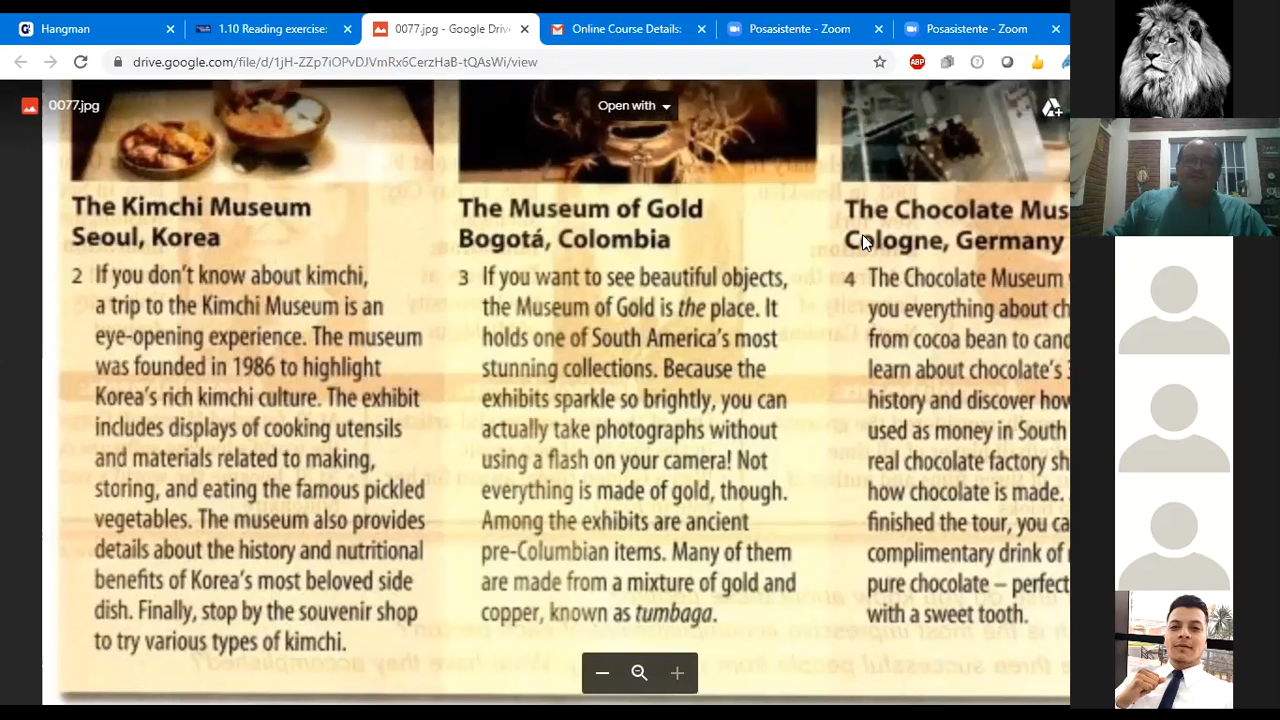 Hangman
1.10 Reading exercise:
0077.jpg - Google Driv
Online Course Details:
Posasistente – Zoom
Posasistente – Zoom
drive.google.com/file/d/1jH-ZZp7iOPvDJVmRx6CerzHaB-tQAsWi/view
ABP
0077.jpg
Open with
The Kimchi Museum
Seoul, Korea
2 If you don't know about kimchi,
a trip to the Kimchi Museum is an
eye-opening experience. The museum
was founded in 1986 to highlight
Korea's rich kimchi culture. The exhibit
includes displays of cooking utensils
and materials related to making,
storing, and eating the famous pickled
vegetables. The museum also provides
details about the history and nutritional
benefits of Korea's most beloved side
dish. Finally, stop by the souvenir shop
to try various types of kimchi.
The Museum of Gold
Bogotá, Colombia
3 If you want to see beautiful objects,
the Museum of Gold is the place. It
holds one of South America's most
stunning collections. Because the
exhibits sparkle so brightly, you can
actually take photographs without
using a flash on your camera! Not
everything is made of gold, though.
Among the exhibits are ancient
pre-Columbian items. Many of them
are made from a mixture of gold and
copper, known as tumbaga.
The Chocolate Mus
Cologne, Germany
4 The Chocolate Museum
you everything about ch
from cocoa bean to cand
learn about chocolate's
history and discover how
used as money in South
real chocolate factory sh
how chocolate is made.
finished the tour, you ca
complimentary drink of
pure chocolate – perfect
with a sweet tooth.